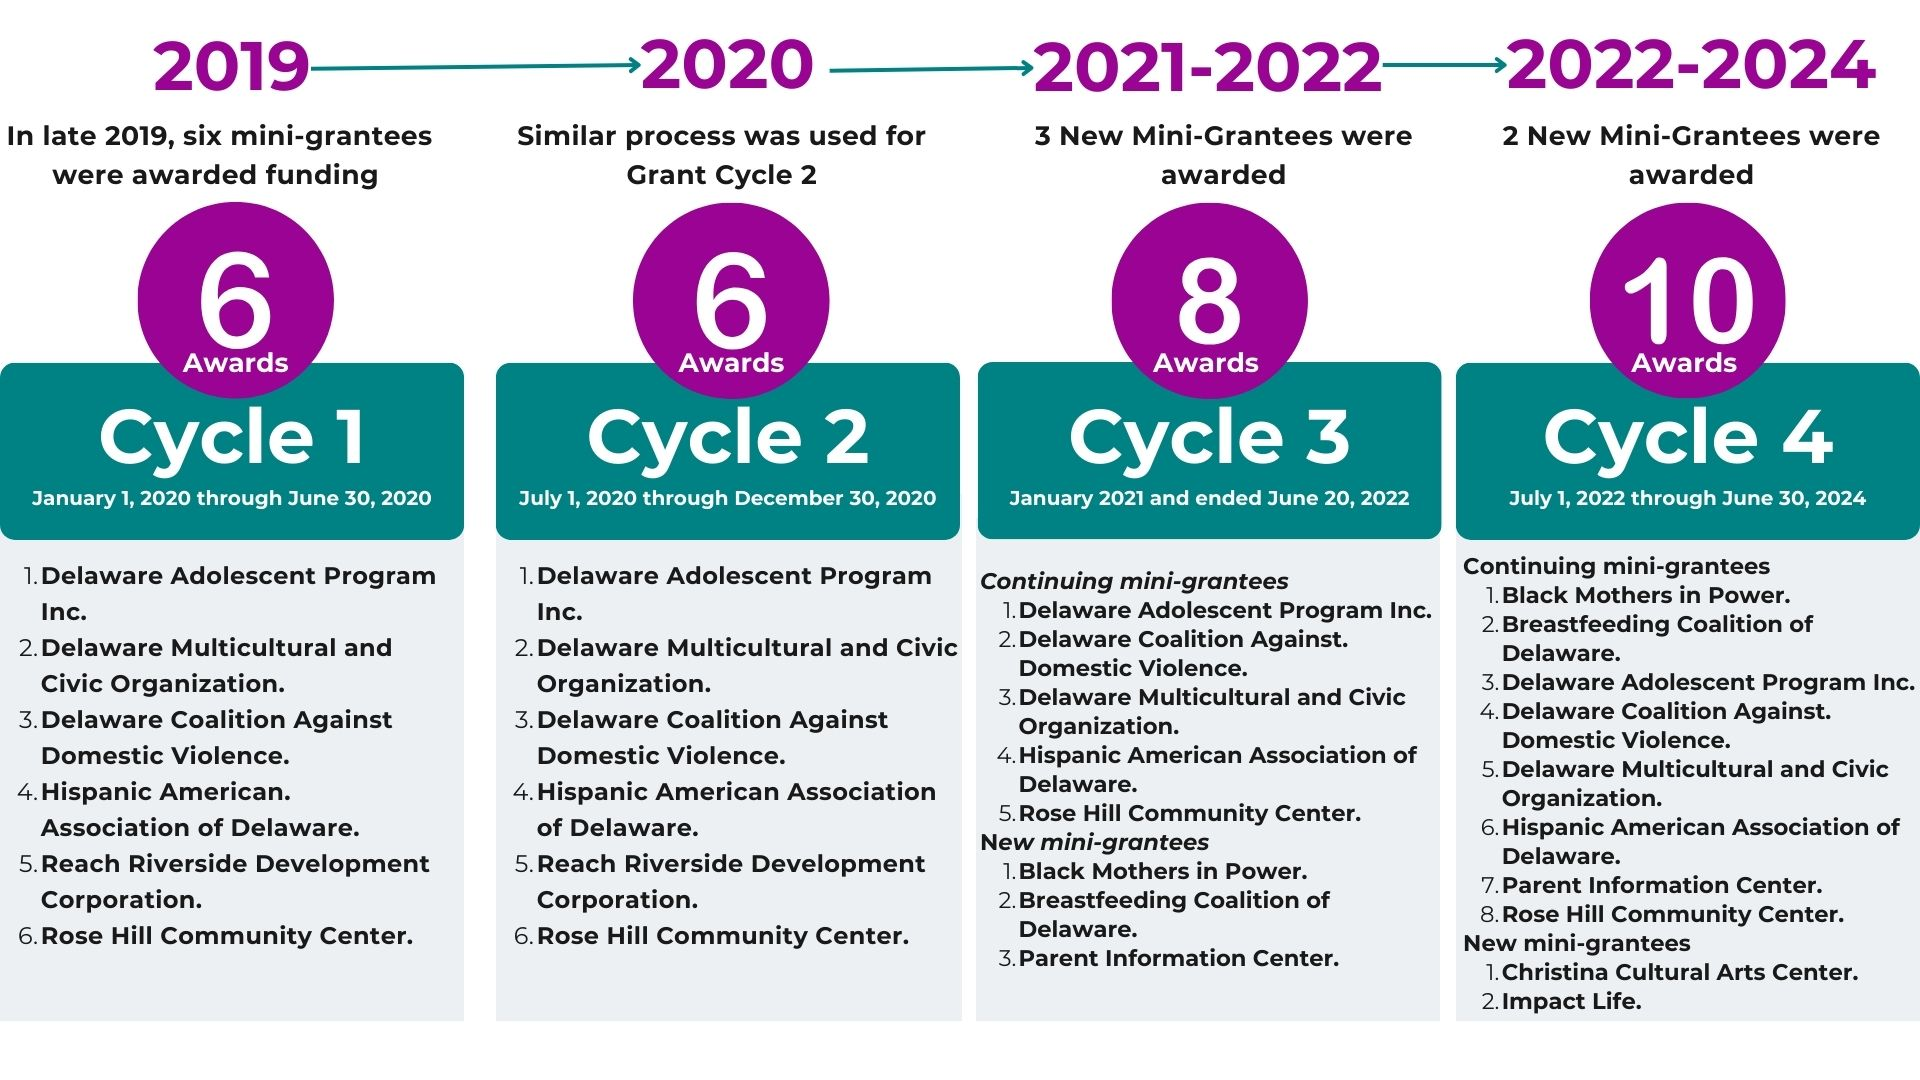 2019
In late 2019, six mini-grantees
were awarded funding
6
Awards
Cycle 1
January 1, 2020 through June 30, 2020
1. Delaware Adolescent Program
Inc.
2. Delaware Multicultural and
Civic Organization.
3. Delaware Coalition Against
Domestic Violence.
4. Hispanic American.
Association of Delaware.
5. Reach Riverside Development
Corporation.
6. Rose Hill Community Center.
2020
Similar process was used for
Grant Cycle 2
6
Awards
Cycle 2
July 1, 2020 through December 30, 2020
1. Delaware Adolescent Program
Inc.
2. Delaware Multicultural and Civic
Organization.
3. Delaware Coalition Against
Domestic Violence.
4. Hispanic American Association
of Delaware.
5. Reach Riverside Development
Corporation.
6. Rose Hill Community Center.
2021-2022
3 New Mini-Grantees were
awarded
8
Awards
Cycle 3
January 2021 and ended June 20, 2022
Continuing mini-grantees
1. Delaware Adolescent Program Inc.
2. Delaware Coalition Against.
Domestic Violence.
3. Delaware Multicultural and Civic
Organization.
4. Hispanic American Association of
Delaware.
5. Rose Hill Community Center.
New mini-grantees
1. Black Mothers in Power.
2. Breastfeeding Coalition of
Delaware.
3. Parent Information Center.
2022-2024
2 New Mini-Grantees were
awarded
10
Awards
Cycle 4
July 1, 2022 through June 30, 2024
Continuing mini-grantees
1. Black Mothers in Power.
2. Breastfeeding Coalition of
Delaware.
3. Delaware Adolescent Program Inc.
4. Delaware Coalition Against.
Domestic Violence.
5. Delaware Multicultural and Civic
Organization.
6. Hispanic American Association of
Delaware.
7. Parent Information Center.
8. Rose Hill Community Center.
New mini-grantees
1. Christina Cultural Arts Center.
2. Impact Life.